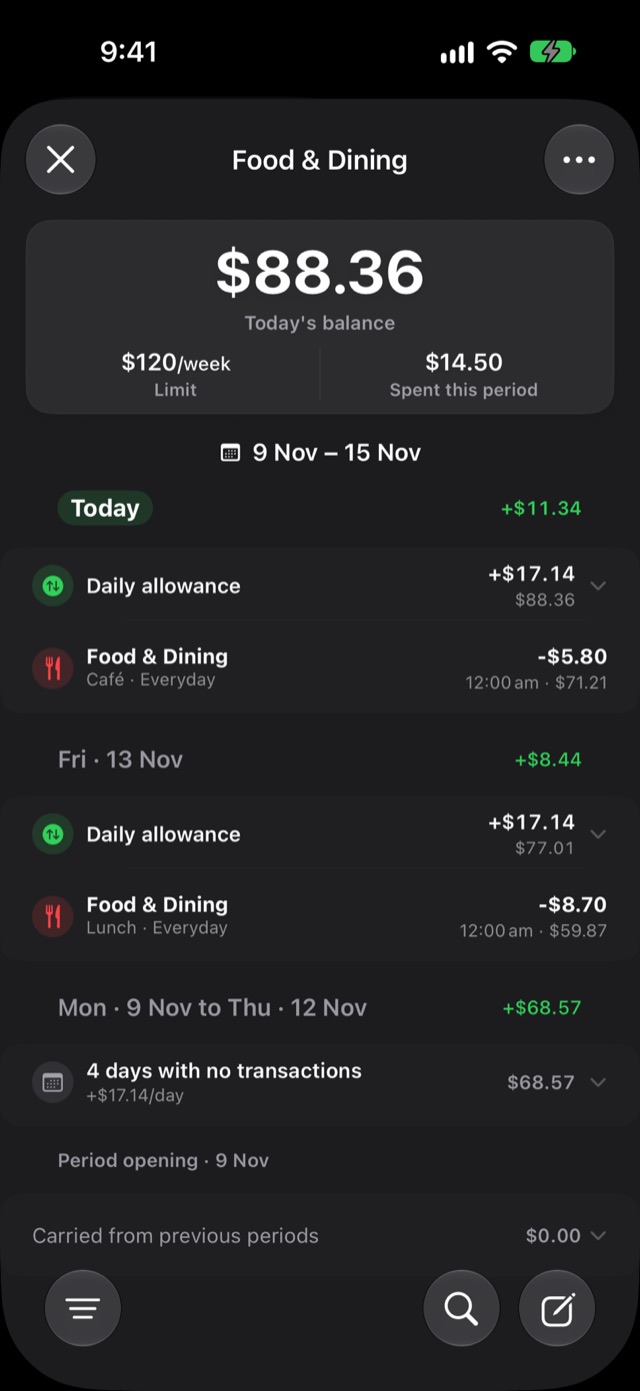 9:41
Food & Dining
$88.36
Today's balance
$120/week
Limit
$14.50
Spent this period
9 Nov – 15 Nov
Today
+$11.34
Daily allowance
+$17.14
$88.36
Food & Dining
-$5.80
Café · Everyday
12:00 am · $71.21
Fri · 13 Nov
+$8.44
Daily allowance
+$17.14
$77.01
Food & Dining
-$8.70
Lunch · Everyday
12:00 am · $59.87
Mon · 9 Nov to Thu · 12 Nov
+$68.57
4 days with no transactions
+$17.14/day
$68.57
Period opening · 9 Nov
Carried from previous periods
$0.00